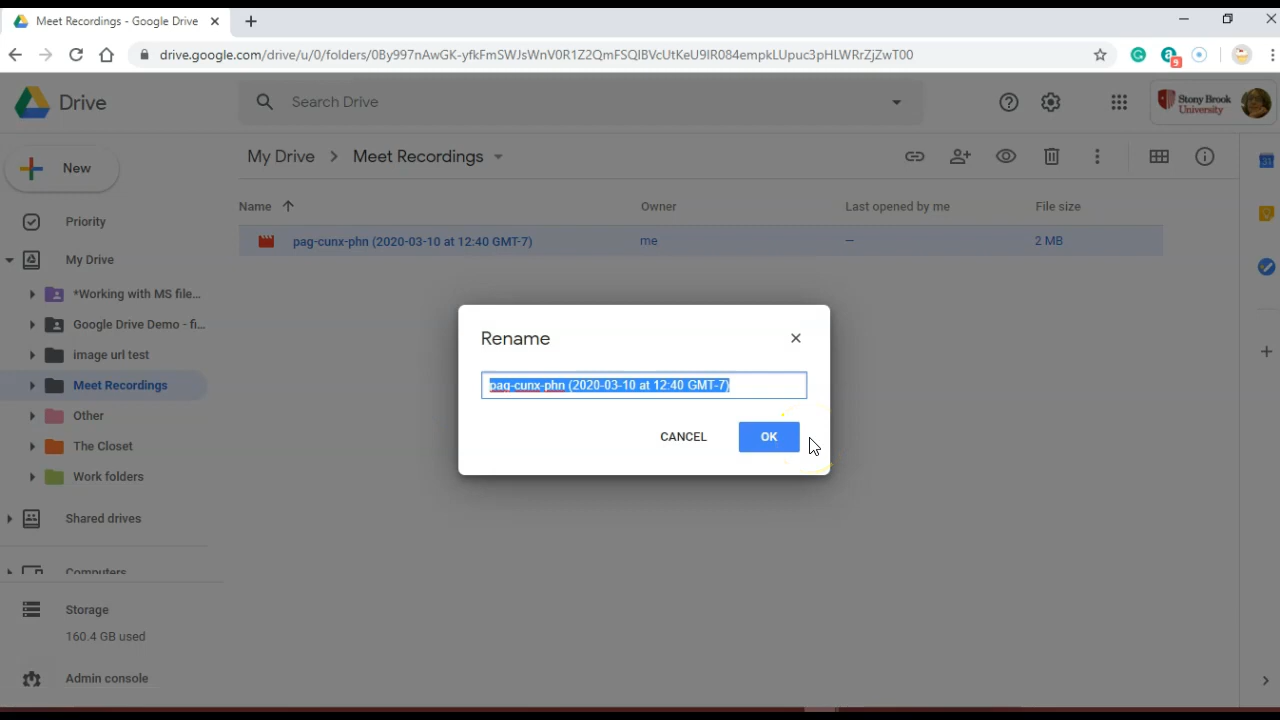 Meet Recordings - Google Drive
drive.google.com/drive/u/0/folders/0By997nAwGK-yfkFmSWJsWnV0R1Z2QmFSQlBVcUtKeU9lR084empkLUpuc3pHLWRrZjZwT00
9
Drive
Search Drive
Stony Brook
University
New
My Drive > Meet Recordings
31
Name
Owner
Last opened by me
File size
Priority
pag-cunx-phn (2020-03-10 at 12:40 GMT-7)
me
—
2 MB
My Drive
*Working with MS file...
Google Drive Demo - fi...
image url test
Meet Recordings
Other
The Closet
Work folders
Shared drives
Computers
Storage
160.4 GB used
Admin console
Rename
pag-cunx-phn (2020-03-10 at 12:40 GMT-7)
CANCEL
OK